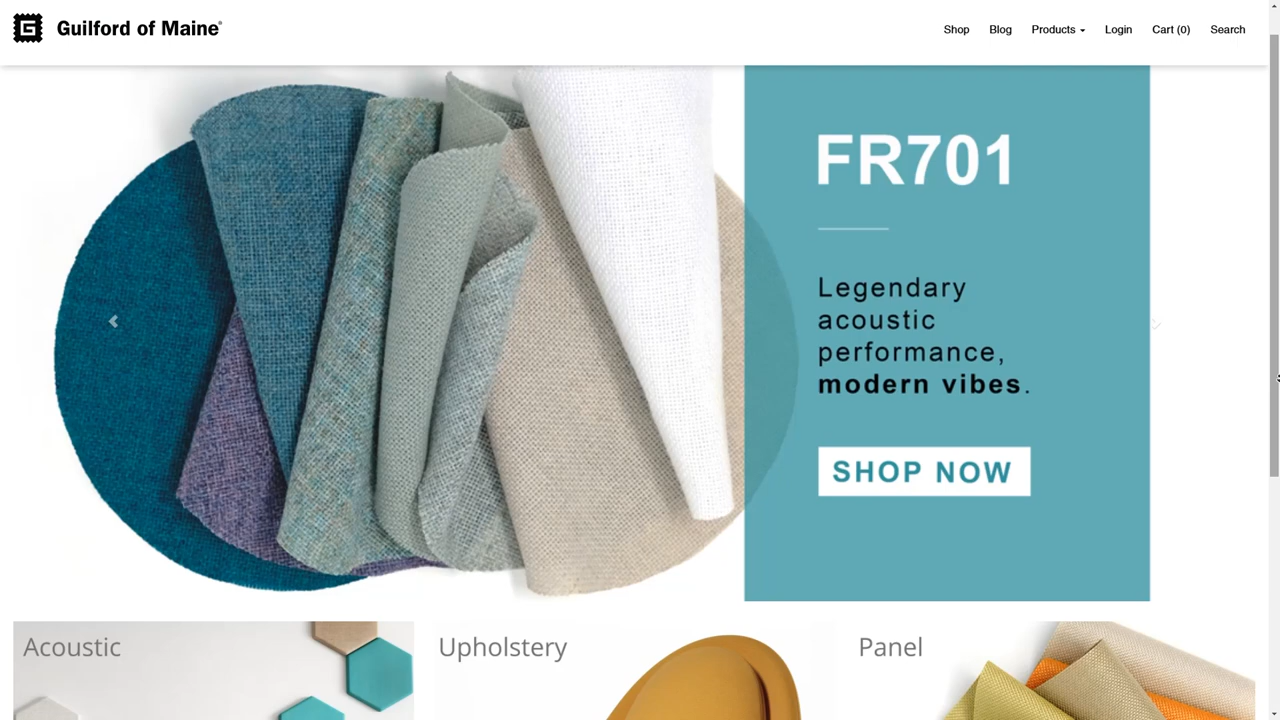 Guilford of Maine®
Shop Blog Products Login Cart (0) Search
FR701
Legendary
acoustic
performance,
modern vibes.
SHOP NOW
Acoustic
Upholstery
Panel